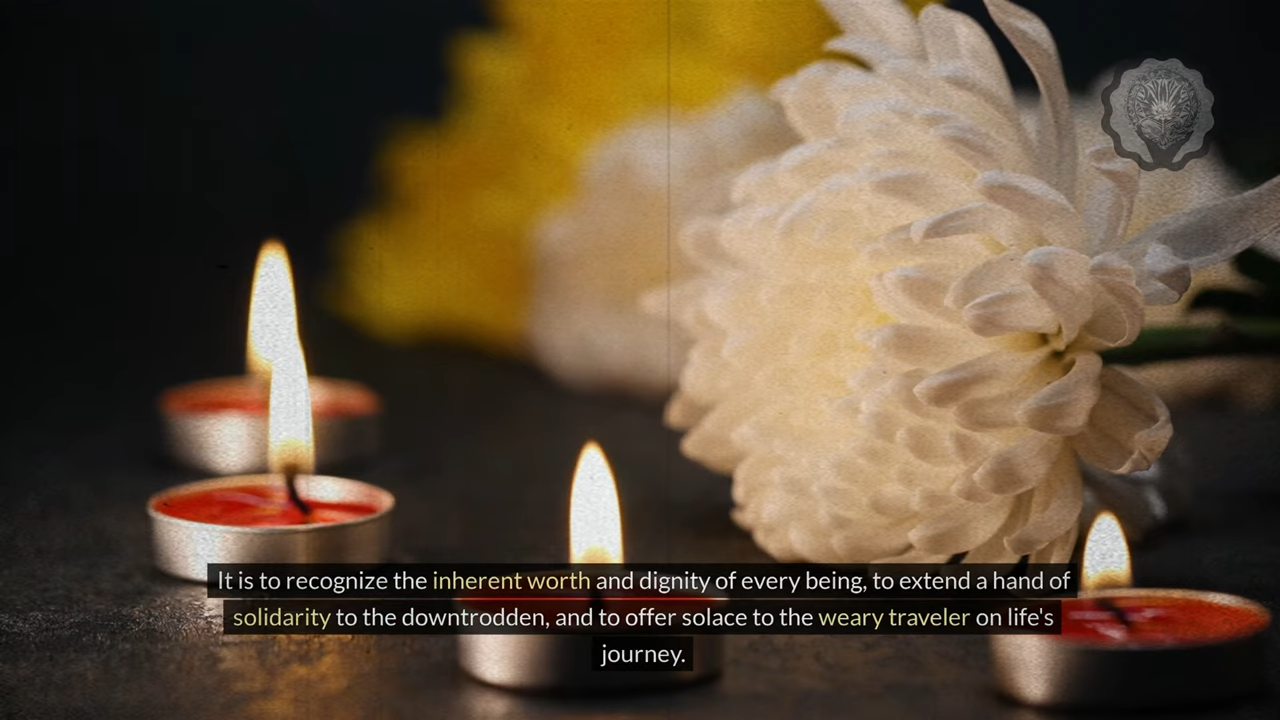 It is to recognize the inherent worth and dignity of every being, to extend a hand of
solidarity to the downtrodden, and to offer solace to the weary traveler on life's
journey.